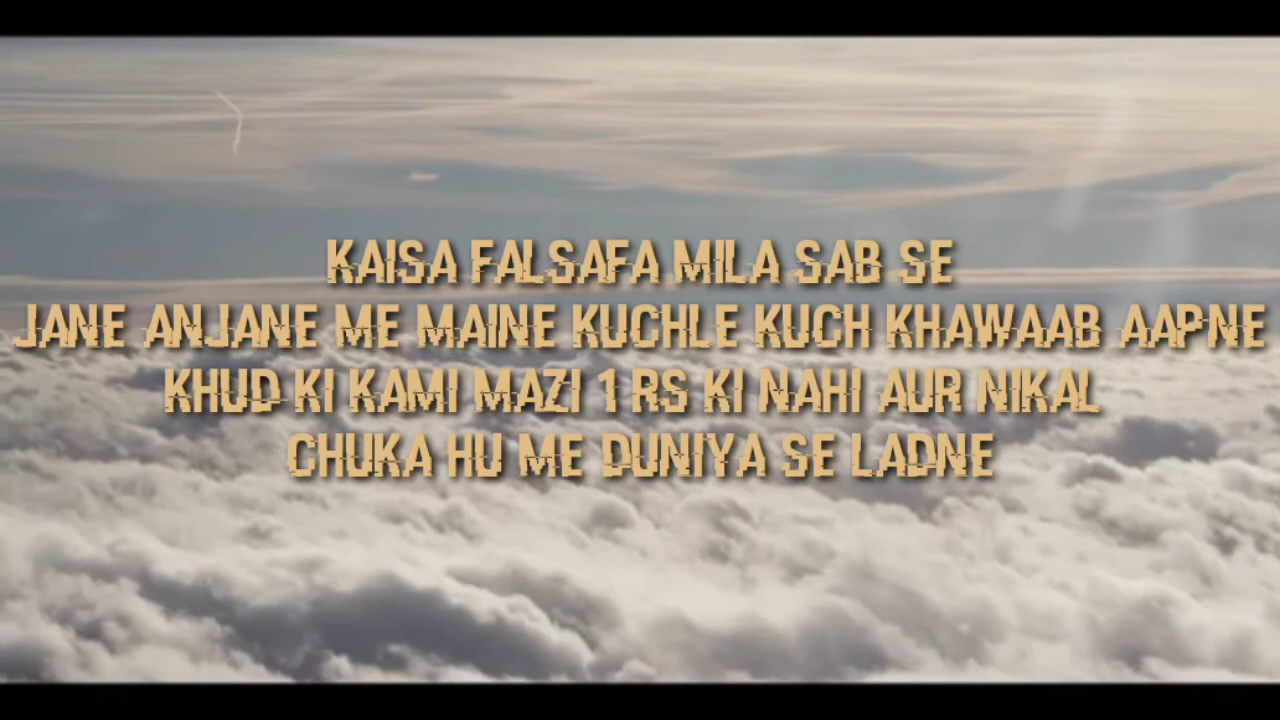 KAISA FALSAFA MILA SAB SE
JANE ANJANE ME MAINE KUCHLE KUCH KHAWAAB AAPNE
KHUD KI KAMI MAZI 1 RS KI NAHI AUR NIKAL
CHUKA HU ME DUNIYA SE LADNE